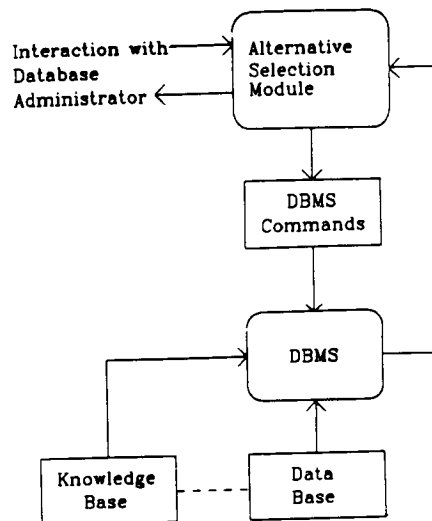 Interaction with
Database
Administrator
Alternative
Selection
Module
DBMS
Commands
DBMS
Knowledge
Base
Data
Base